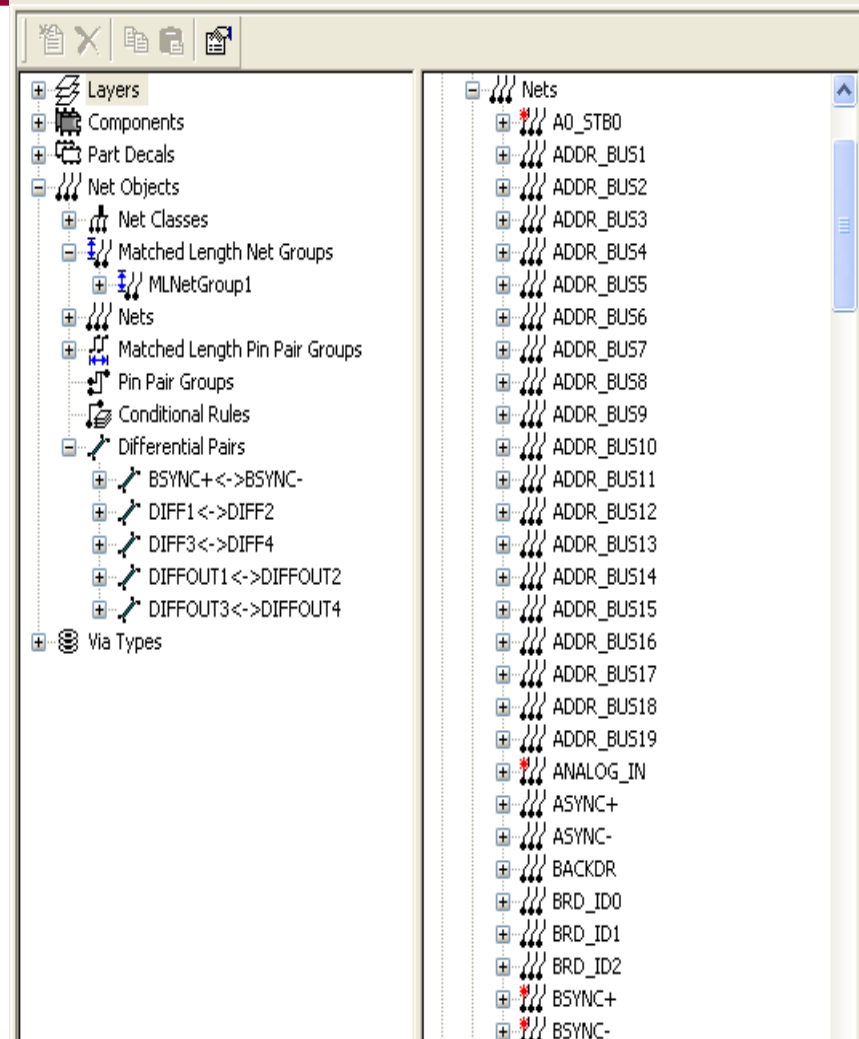 Layers
Components
Part Decals
Net Objects
Net Classes
Matched Length Net Groups
MLNetGroup1
Nets
Matched Length Pin Pair Groups
Pin Pair Groups
Conditional Rules
Differential Pairs
BSYNC+<->BSYNC-
DIFF1<->DIFF2
DIFF3<->DIFF4
DIFFOUT1<->DIFFOUT2
DIFFOUT3<->DIFFOUT4
Via Types
Nets
A0_STB0
ADDR_BUS1
ADDR_BUS2
ADDR_BUS3
ADDR_BUS4
ADDR_BUS5
ADDR_BUS6
ADDR_BUS7
ADDR_BUS8
ADDR_BUS9
ADDR_BUS10
ADDR_BUS11
ADDR_BUS12
ADDR_BUS13
ADDR_BUS14
ADDR_BUS15
ADDR_BUS16
ADDR_BUS17
ADDR_BUS18
ADDR_BUS19
ANALOG_IN
ASYNC+
ASYNC-
BACKDR
BRD_ID0
BRD_ID1
BRD_ID2
BSYNC+
BSYNC-